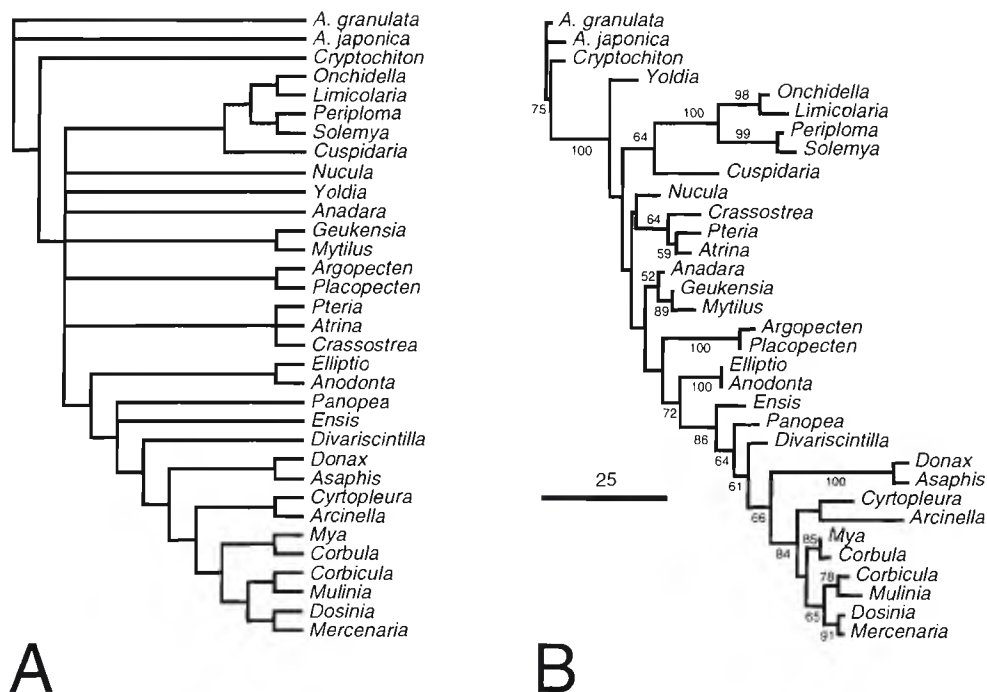 A. granulata
A. japonica
Cryptochiton
Onchidella
Limicolaria
Periploma
Solemya
Cuspidaria
Nucula
Yoldia
Anadara
Geukensia
Mytilus
Argopecten
Placopecten
Pteria
Atrina
Crassostrea
Elliptio
Anodonta
Panopea
Ensis
Divariscintilla
Donax
Asaphis
Cyrtopleura
Arcinella
Mya
Corbula
Corbicula
Mulinia
Dosinia
Mercenaria
A
A. granulata
A. japonica
Cryptochiton
75
Yoldia
100
98 Onchidella
100 Limicolaria
99 Periploma
64 Solemya
Cuspidaria
Nucula
64 Crassostrea
Pteria
59 Atrina
52 Anadara
Geukensia
89 Mytilus
Argopecten
100 Placopecten
Elliptio
100 Anodonta
72 Ensis
86 Panopea
64 Divariscintilla
61 Donax
100 Asaphis
66 Cyrtopleura
Arcinella
84 85 Mya
Corbula
78 Corbicula
Mulinia
65 Dosinia
91 Mercenaria
25
B